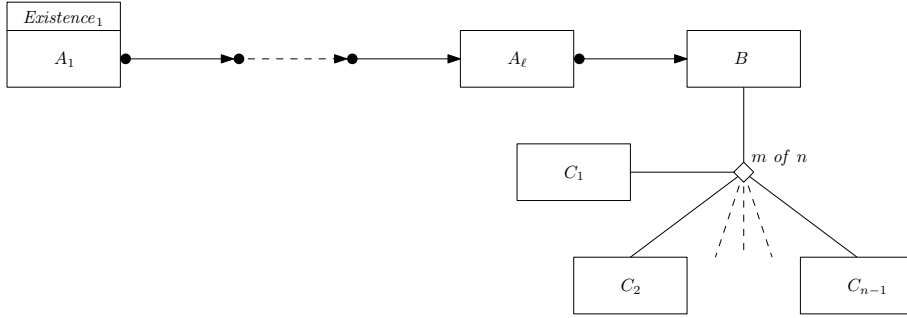 Existence₁
A₁
A_ℓ
B
m of n
C₁
C₂
C_{n−1}